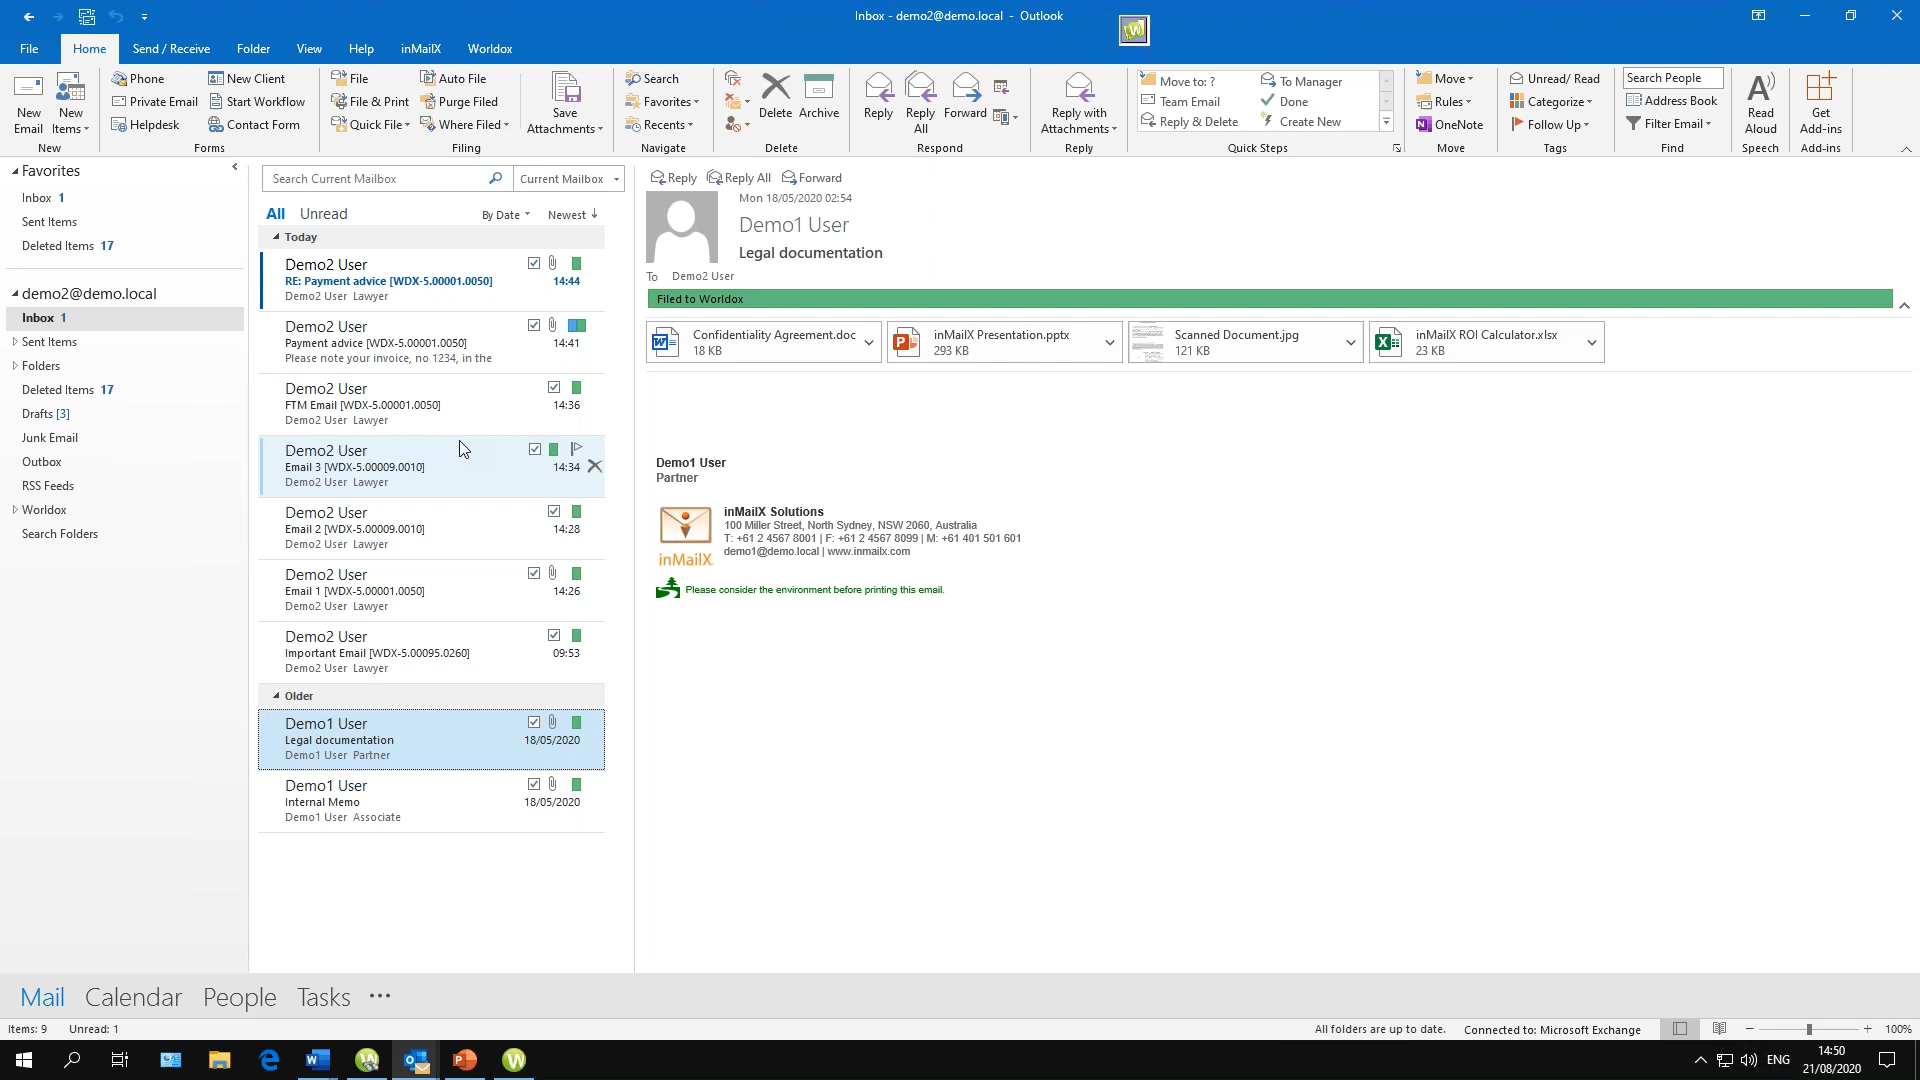 Inbox - demo2@demo.local - Outlook
File Home Send / Receive Folder View Help inMailX Worldox
New Email
New Items
New
Phone
Private Email
Helpdesk
New Client
Start Workflow
Contact Form
Forms
File
File & Print
Quick File
Auto File
Purge Filed
Where Filed
Save Attachments
Filing
Search
Favorites
Recents
Navigate
Delete
Archive
Delete
Reply
Reply All
Forward
Respond
Reply with Attachments
Reply
Move to: ?
Team Email
Reply & Delete
To Manager
Done
Create New
Quick Steps
Move
Rules
OneNote
Move
Unread/ Read
Categorize
Follow Up
Tags
Search People
Address Book
Filter Email
Find
Read Aloud
Speech
Get Add-ins
Add-ins
Favorites
Inbox 1
Sent Items
Deleted Items 17
demo2@demo.local
Inbox 1
Sent Items
Folders
Deleted Items 17
Drafts [3]
Junk Email
Outbox
RSS Feeds
Worldox
Search Folders
Search Current Mailbox
Current Mailbox
All Unread
By Date Newest
Today
Demo2 User
RE: Payment advice [WDX-5.00001.0050] 14:44
Demo2 User Lawyer
Demo2 User
Payment advice [WDX-5.00001.0050] 14:41
Please note your invoice, no 1234, in the
Demo2 User
FTM Email [WDX-5.00001.0050] 14:36
Demo2 User Lawyer
Demo2 User
Email 3 [WDX-5.00009.0010] 14:34
Demo2 User Lawyer
Demo2 User
Email 2 [WDX-5.00009.0010] 14:28
Demo2 User Lawyer
Demo2 User
Email 1 [WDX-5.00001.0050] 14:26
Demo2 User Lawyer
Demo2 User
Important Email [WDX-5.00095.0260] 09:53
Demo2 User Lawyer
Older
Demo1 User
Legal documentation 18/05/2020
Demo1 User Partner
Demo1 User
Internal Memo 18/05/2020
Demo1 User Associate
Reply Reply All Forward
Mon 18/05/2020 02:54
Demo1 User
Legal documentation
To Demo2 User
Filed to Worldox
Confidentiality Agreement.doc
18 KB
inMailX Presentation.pptx
293 KB
Scanned Document.jpg
121 KB
inMailX ROI Calculator.xlsx
23 KB
Demo1 User
Partner
inMailX
inMailX Solutions
100 Miller Street, North Sydney, NSW 2060, Australia
T: +61 2 4567 8001 | F: +61 2 4567 8099 | M: +61 401 501 601
demo1@demo.local | www.inmailx.com
Please consider the environment before printing this email.
Mail Calendar People Tasks
Items: 9 Unread: 1
All folders are up to date. Connected to: Microsoft Exchange 100%
ENG
14:50
21/08/2020